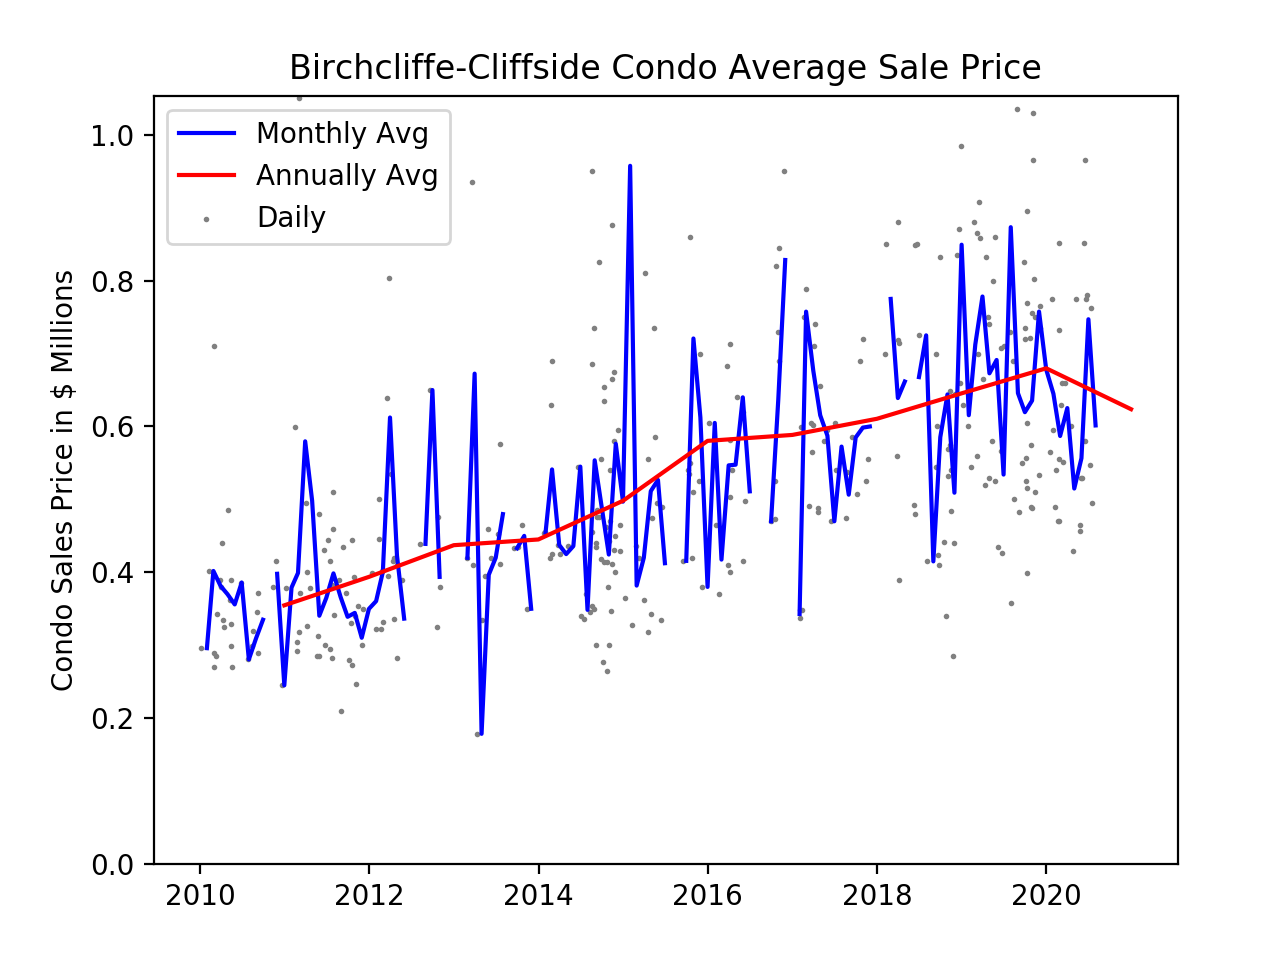 Birchcliffe-Cliffside Condo Average Sale Price
Monthly Avg
Annually Avg
Daily
Condo Sales Price in $ Millions
1.0
0.8
0.6
0.4
0.2
0.0
2010 2012 2014 2016 2018 2020